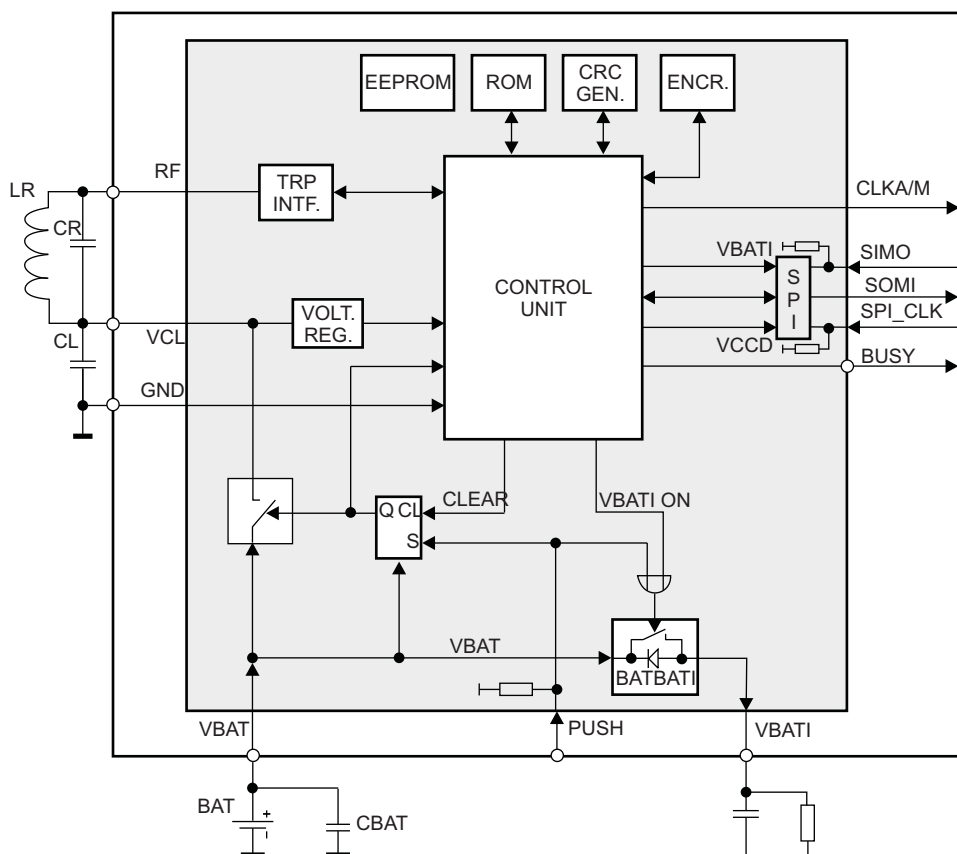 EEPROM
ROM
CRC
GEN.
ENCR.
LR
RF
TRP
INTF.
CLKA/M
CR
CONTROL
UNIT
VBATI
SPI
SIMO
SOMI
SPI_CLK
VCCD
BUSY
CL
VCL
VOLT.
REG.
GND
CLEAR
VBATI ON
Q CL
S
VBAT
BATBATI
VBAT
PUSH
VBATI
BAT
+
CBAT